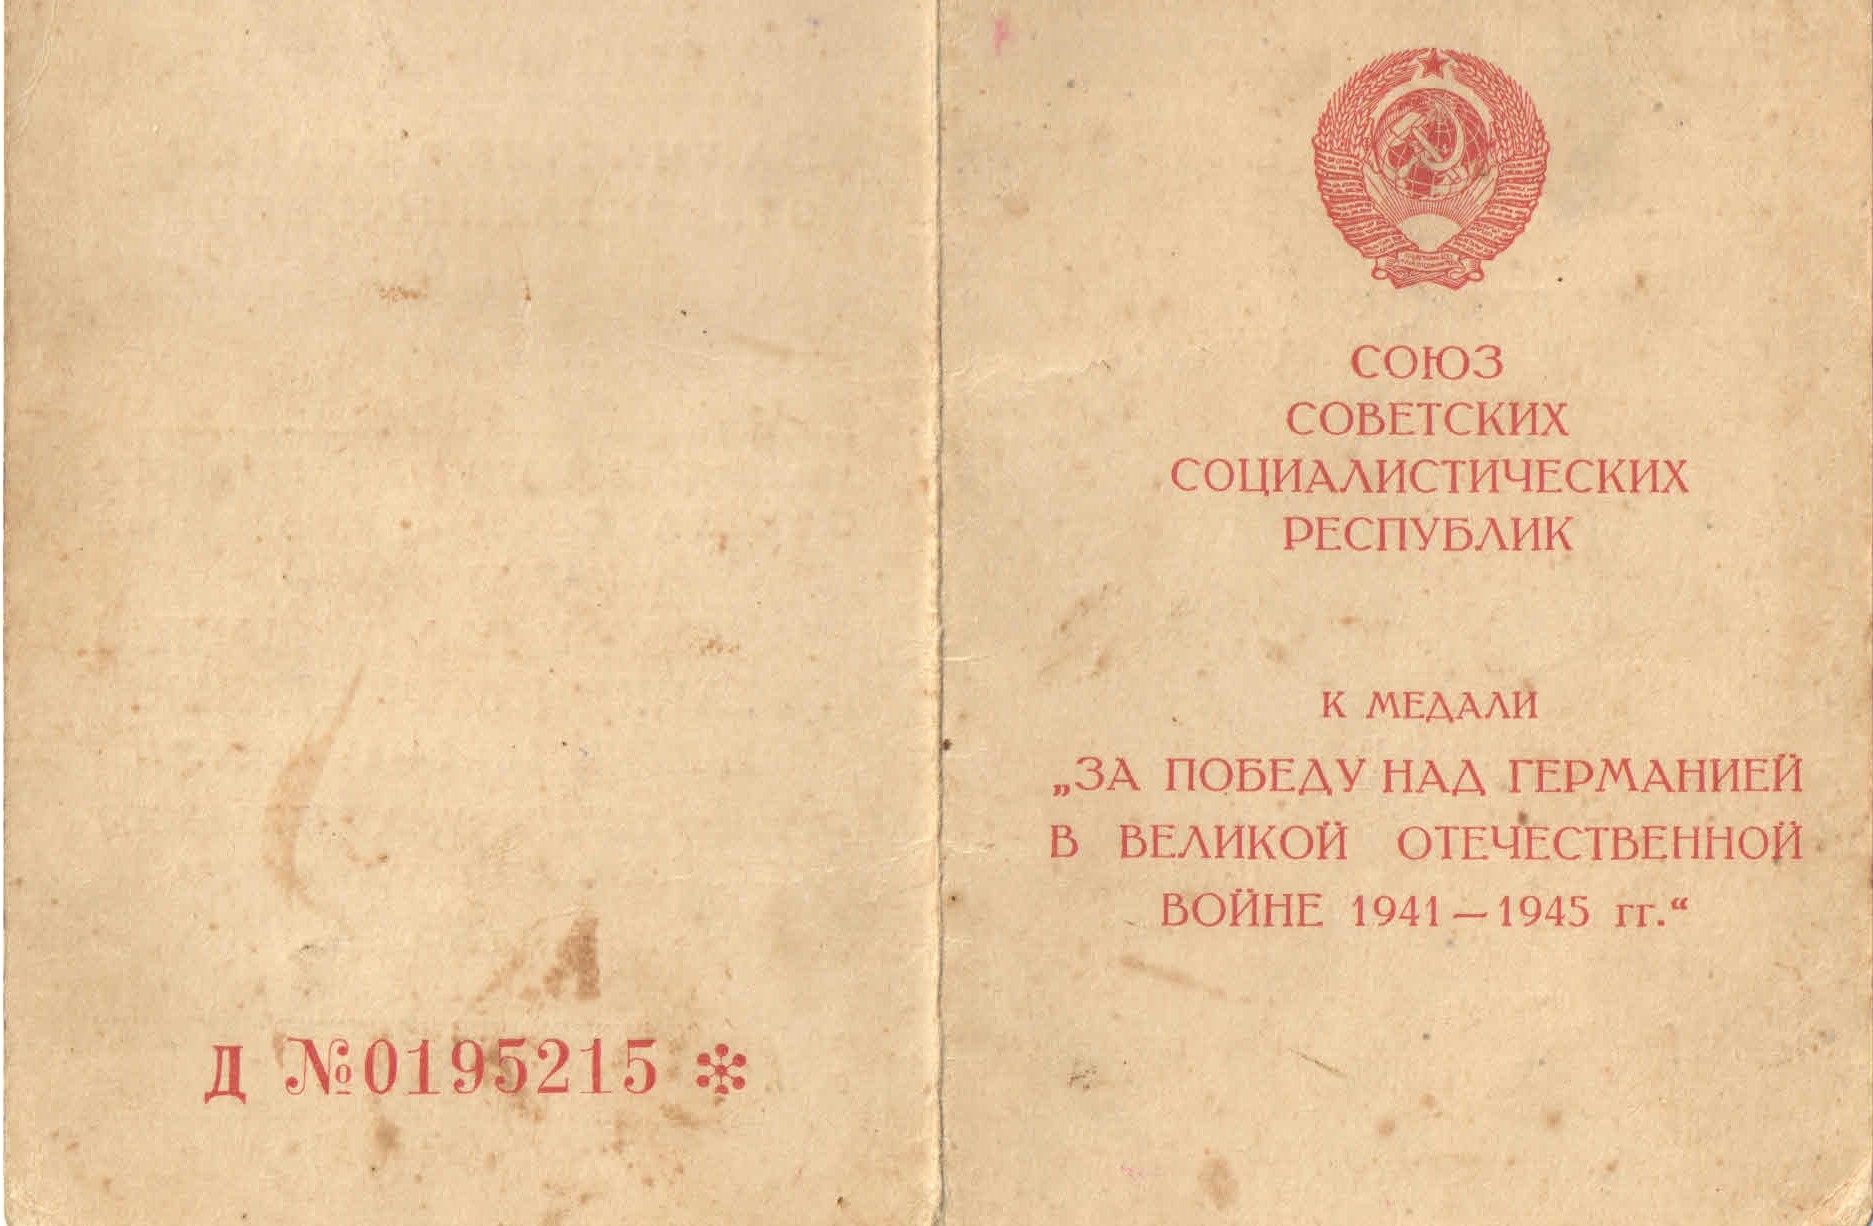 Д №0195215 *
СОЮЗ
СОВЕТСКИХ
СОЦИАЛИСТИЧЕСКИХ
РЕСПУБЛИК
К МЕДАЛИ
„ЗА ПОБЕДУ НАД ГЕРМАНИЕЙ
В ВЕЛИКОЙ ОТЕЧЕСТВЕННОЙ
ВОЙНЕ 1941—1945 гг.“